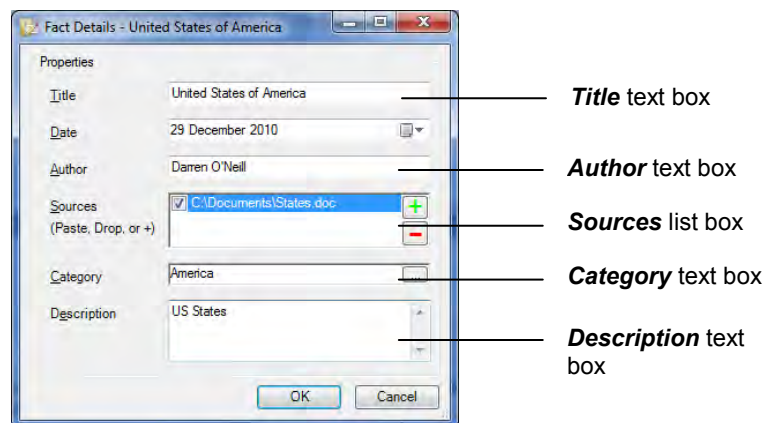 Fact Details - United States of America
Properties
Title United States of America Title text box
Date 29 December 2010
Author Darren O'Neill Author text box
Sources C:\Documents\States.doc
(Paste, Drop, or +) Sources list box
Category America ... Category text box
Description US States
Description text
box
OK Cancel